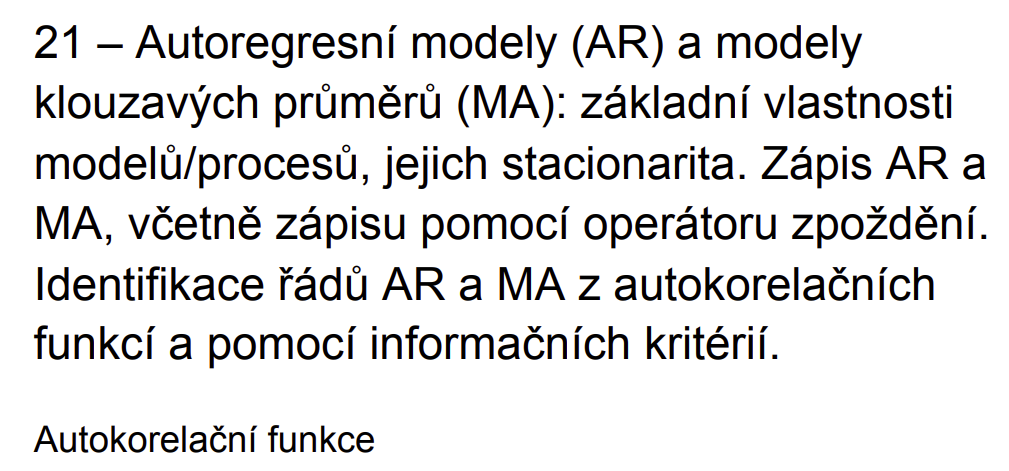 21 – Autoregresní modely (AR) a modely
klouzavých průměrů (MA): základní vlastnosti
modelů/procesů, jejich stacionarita. Zápis AR a
MA, včetně zápisu pomocí operátoru zpoždění.
Identifikace řádů AR a MA z autokorelačních
funkcí a pomocí informačních kritérií.
Autokorelační funkce